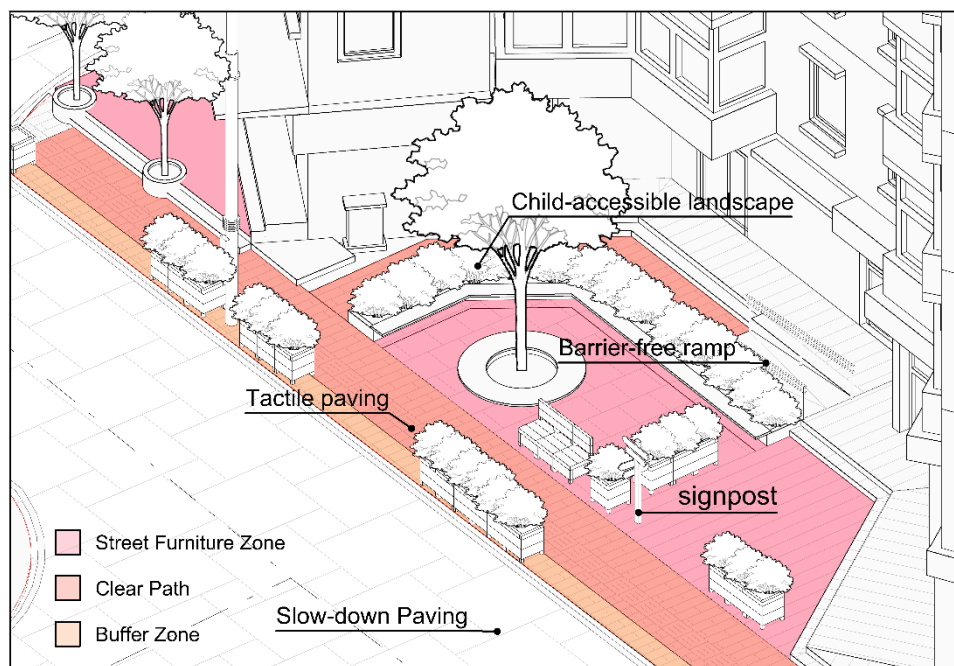 Child-accessible landscape
Barrier-free ramp
Tactile paving
signpost
Street Furniture Zone
Clear Path
Buffer Zone
Slow-down Paving